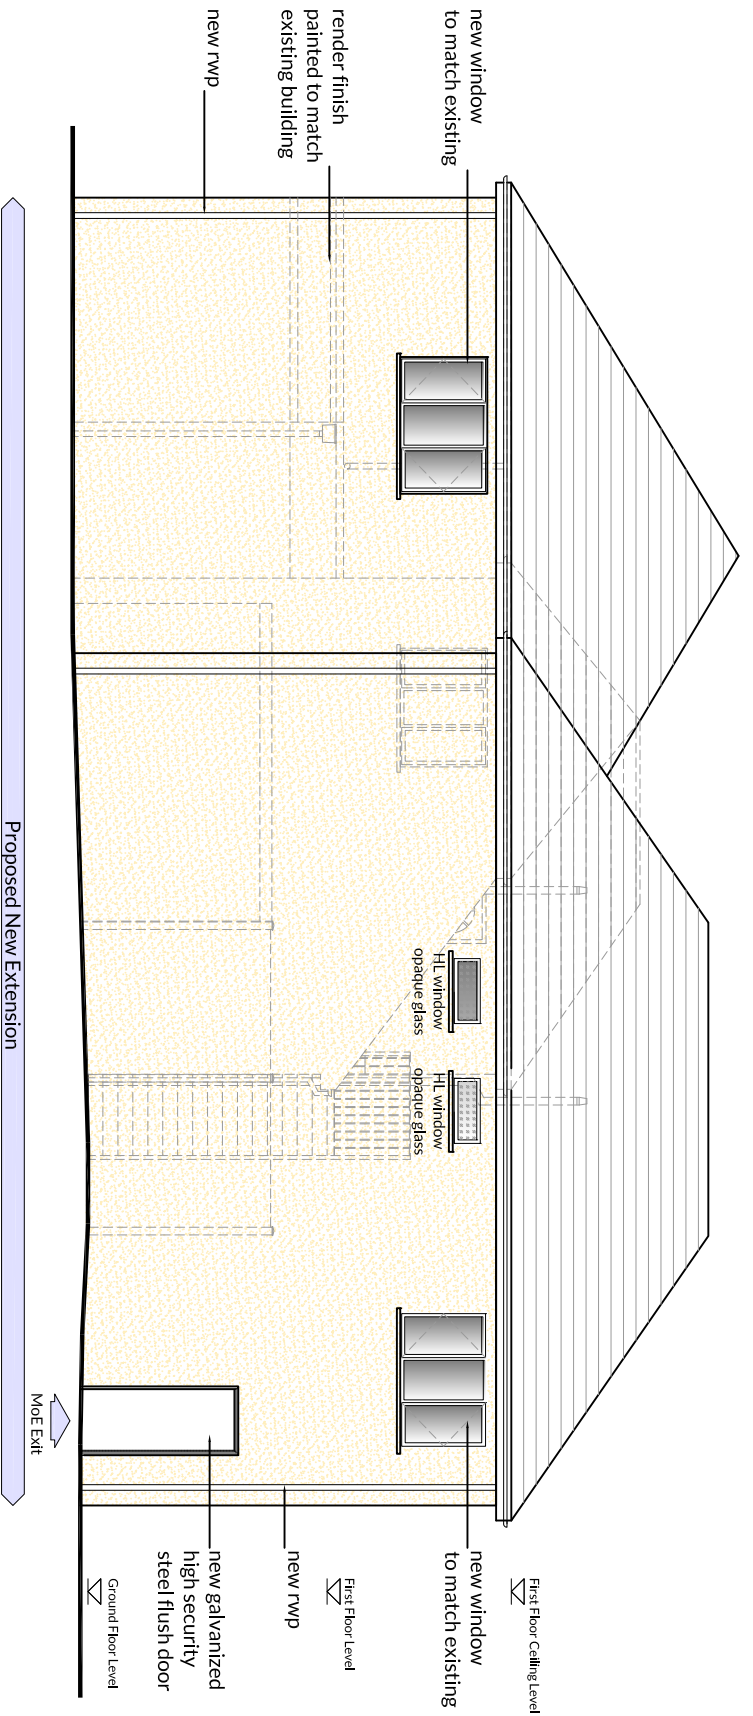 new window
to match existing
render finish
painted to match
existing building
new rwp
HL window
opaque glass
HL window
opaque glass
First Floor Ceiling Level
new window
to match existing
First Floor Level
new rwp
new galvanized
high security
steel flush door
Ground Floor Level
MoE Exit
Proposed New Extension